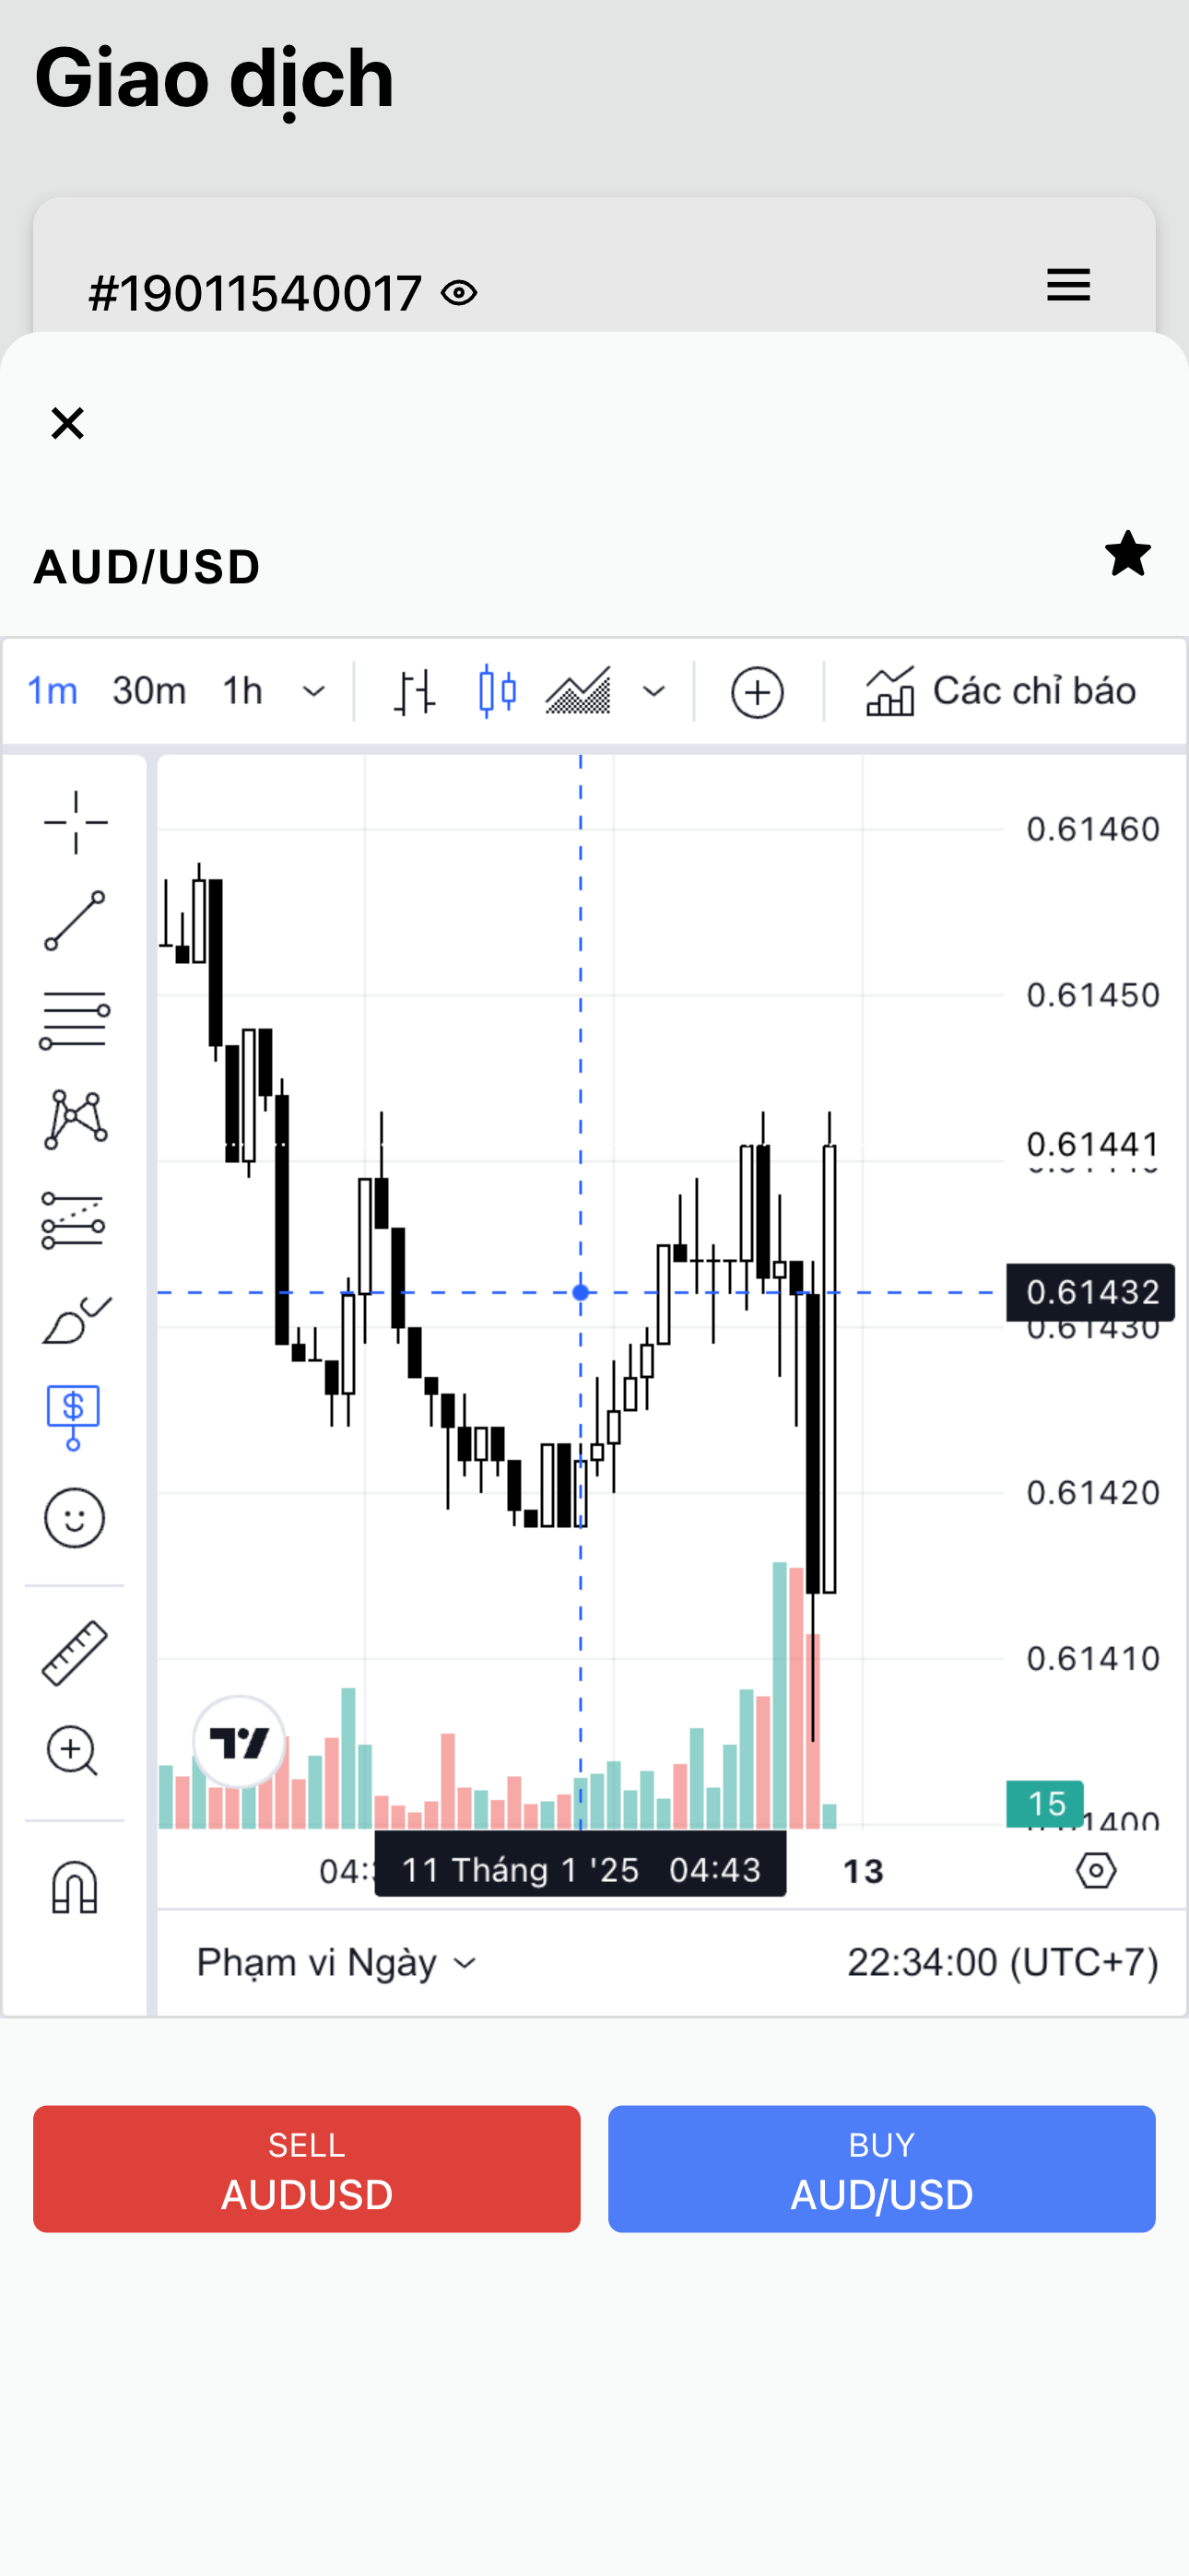 Giao dịch
#19011540017
AUD/USD
1m 30m 1h Các chỉ báo
0.61460
0.61450
0.61441
0.61432
0.61430
0.61420
0.61410
15
11 Tháng 1 '25 04:43 13
Phạm vi Ngày 22:34:00 (UTC+7)
SELL
AUDUSD
BUY
AUD/USD